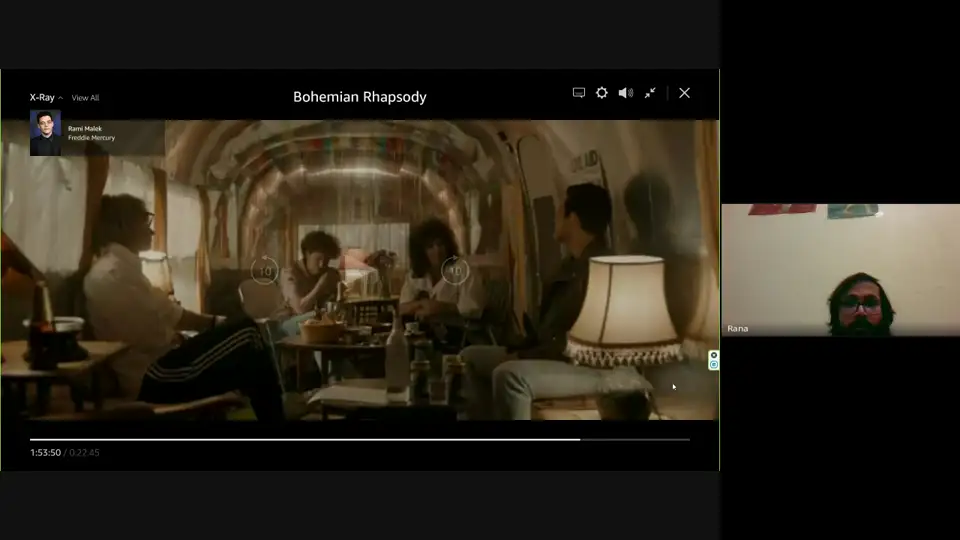 X-Ray View All
Bohemian Rhapsody
Rami Malek
Freddie Mercury
10
10
1:53:50 / 0:22:45
Rana